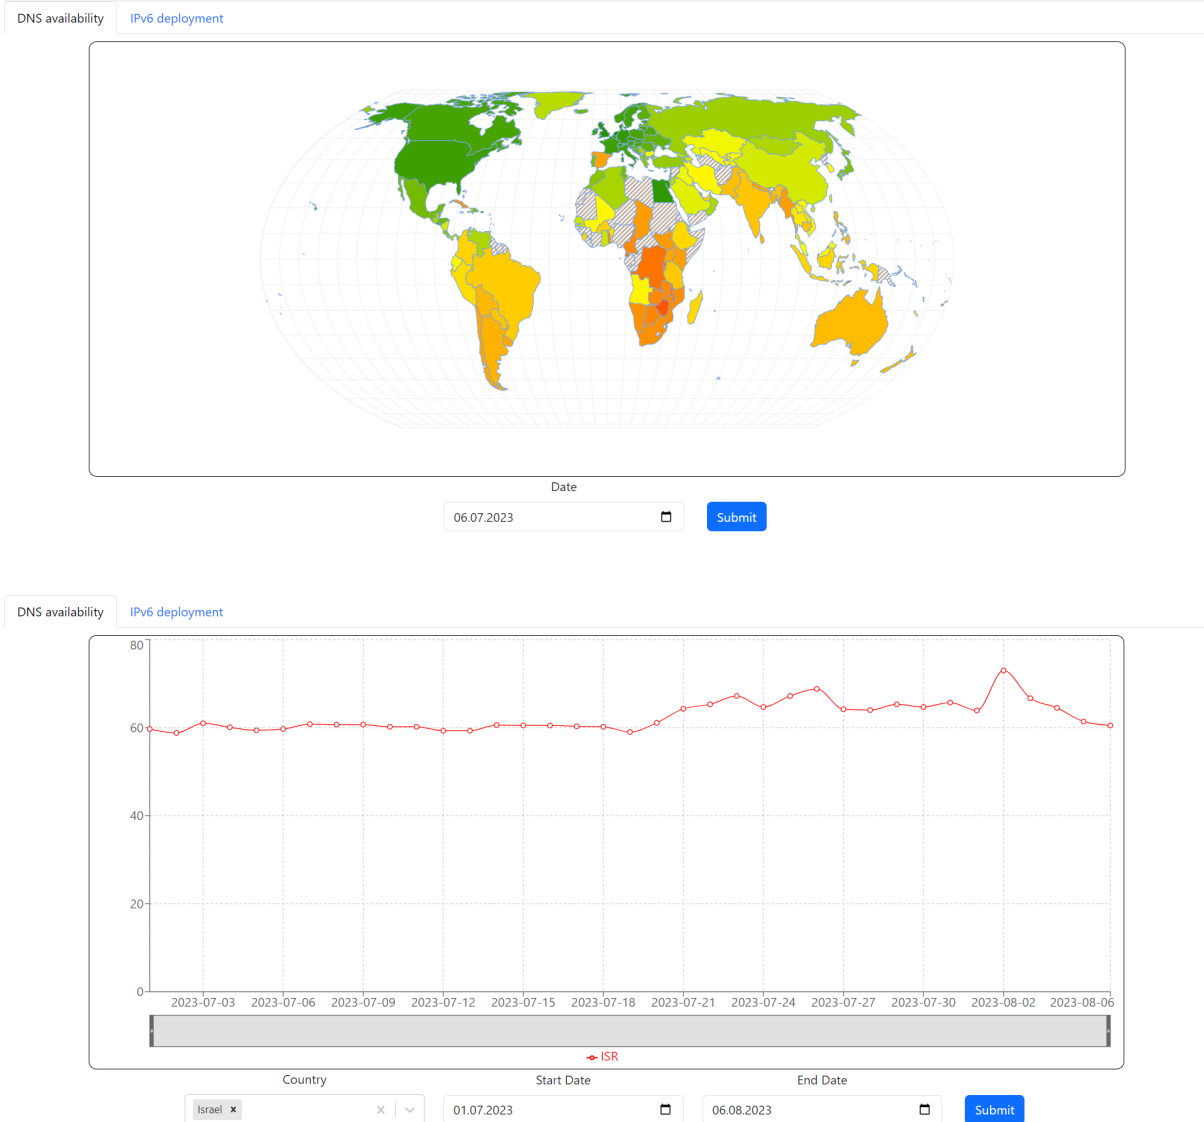 DNS availability IPv6 deployment
Date
06.07.2023 Submit
DNS availability IPv6 deployment
80
60
40
20
0
2023-07-03 2023-07-06 2023-07-09 2023-07-12 2023-07-15 2023-07-18 2023-07-21 2023-07-24 2023-07-27 2023-07-30 2023-08-02 2023-08-06
ISR
Country Start Date End Date
Israel 01.07.2023 06.08.2023 Submit